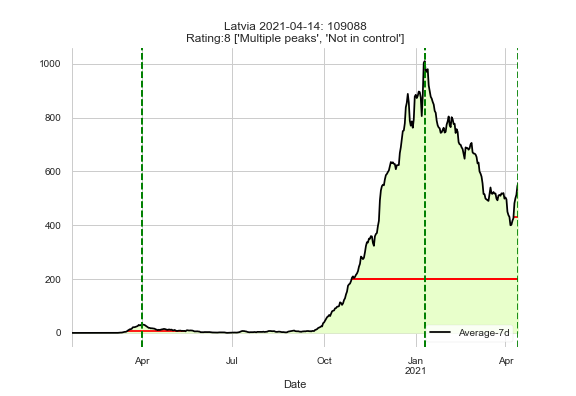 Latvia 2021-04-14: 109088
Rating:8 ['Multiple peaks', 'Not in control']
1000
800
600
400
200
0
Apr
Jul
Oct
Jan
2021
Apr
Average-7d
Date